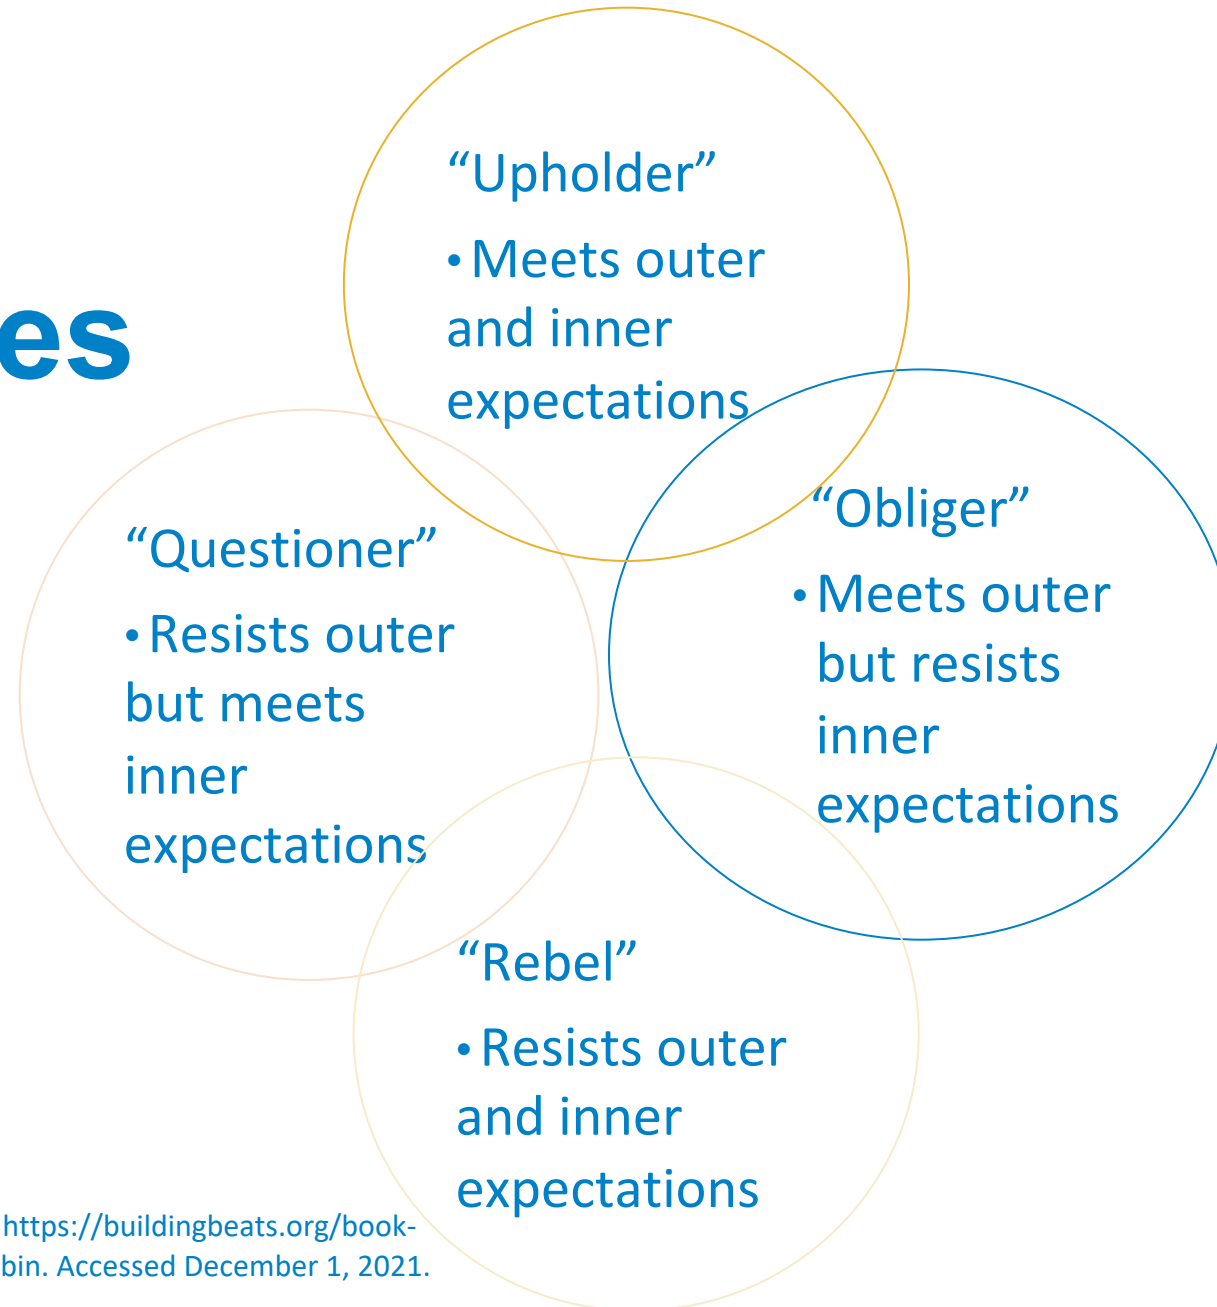 “Upholder”
• Meets outer
and inner
expectations
es
“Obliger”
• Meets outer
but resists
inner
expectations
“Questioner”
• Resists outer
but meets
inner
expectations
“Rebel”
• Resists outer
and inner
expectations
https://buildingbeats.org/book-
bin. Accessed December 1, 2021.